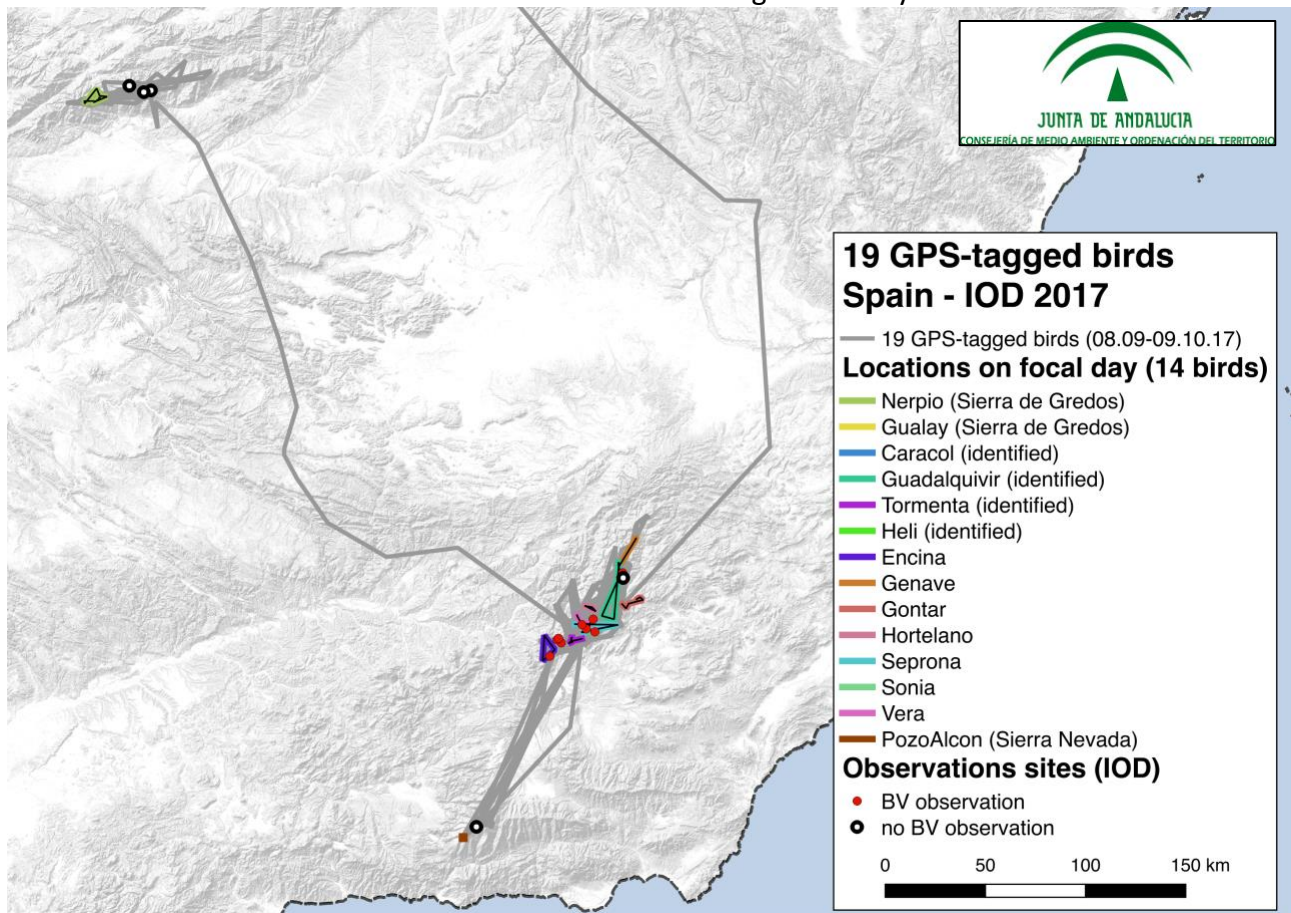 JUNTA DE ANDALUCIA
CONSEJERÍA DE MEDIO AMBIENTE Y ORDENACIÓN DEL TERRITORIO
19 GPS-tagged birds
Spain - IOD 2017
19 GPS-tagged birds (08.09-09.10.17)
Locations on focal day (14 birds)
Nerpio (Sierra de Gredos)
Gualay (Sierra de Gredos)
Caracol (identified)
Guadalquivir (identified)
Tormenta (identified)
Heli (identified)
Encina
Genave
Gontar
Hortelano
Seprona
Sonia
Vera
PozoAlcon (Sierra Nevada)
Observations sites (IOD)
BV observation
no BV observation
0 50 100 150 km